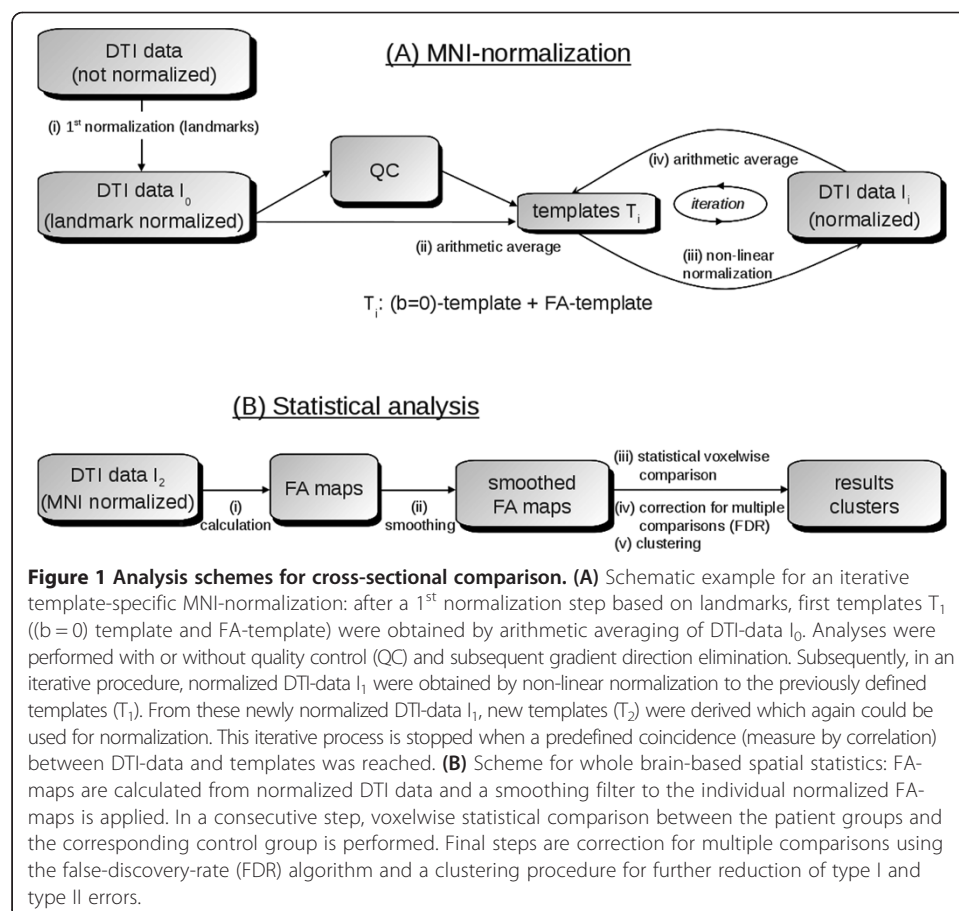 (A) MNI-normalization
DTI data
(not normalized)
(i) 1st normalization (landmarks)
DTI data I0
(landmark normalized)
QC
(ii) arithmetic average
templates Ti
(iv) arithmetic average
iteration
(iii) non-linear
normalization
DTI data Ii
(normalized)
Ti: (b=0)-template + FA-template
(B) Statistical analysis
DTI data I2
(MNI normalized)
(i)
calculation
FA maps
(ii)
smoothing
smoothed
FA maps
(iii) statistical voxelwise
comparison
(iv) correction for multiple
comparisons (FDR)
(v) clustering
results
clusters
Figure 1 Analysis schemes for cross-sectional comparison. (A) Schematic example for an iterative
template-specific MNI-normalization: after a 1st normalization step based on landmarks, first templates T1
((b = 0) template and FA-template) were obtained by arithmetic averaging of DTI-data I0. Analyses were
performed with or without quality control (QC) and subsequent gradient direction elimination. Subsequently, in an
iterative procedure, normalized DTI-data I1 were obtained by non-linear normalization to the previously defined
templates (T1). From these newly normalized DTI-data I1, new templates (T2) were derived which again could be
used for normalization. This iterative process is stopped when a predefined coincidence (measure by correlation)
between DTI-data and templates was reached. (B) Scheme for whole brain-based spatial statistics: FA-
maps are calculated from normalized DTI data and a smoothing filter to the individual normalized FA-
maps is applied. In a consecutive step, voxelwise statistical comparison between the patient groups and
the corresponding control group is performed. Final steps are correction for multiple comparisons using
the false-discovery-rate (FDR) algorithm and a clustering procedure for further reduction of type I and
type II errors.